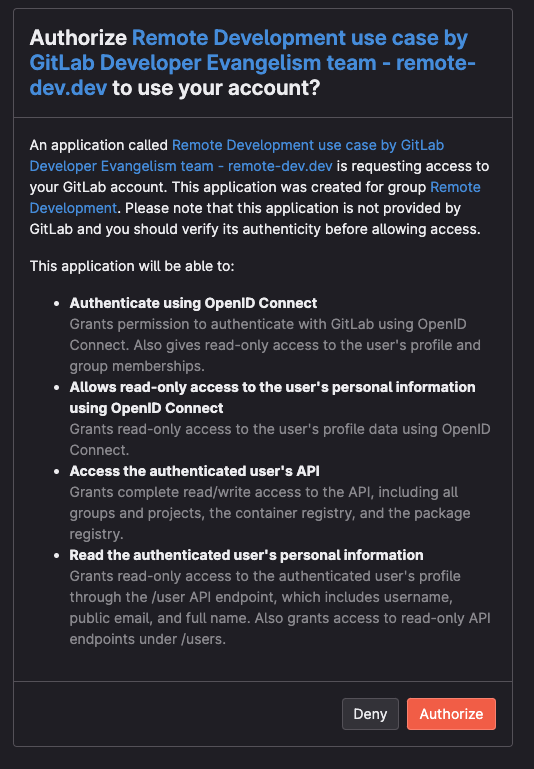 Authorize Remote Development use case by
GitLab Developer Evangelism team - remote-
dev.dev to use your account?
An application called Remote Development use case by GitLab
Developer Evangelism team - remote-dev.dev is requesting access to
your GitLab account. This application was created for group Remote
Development. Please note that this application is not provided by
GitLab and you should verify its authenticity before allowing access.
This application will be able to:
• Authenticate using OpenID Connect
Grants permission to authenticate with GitLab using OpenID
Connect. Also gives read-only access to the user's profile and
group memberships.
• Allows read-only access to the user's personal information
using OpenID Connect
Grants read-only access to the user's profile data using OpenID
Connect.
• Access the authenticated user's API
Grants complete read/write access to the API, including all
groups and projects, the container registry, and the package
registry.
• Read the authenticated user's personal information
Grants read-only access to the authenticated user's profile
through the /user API endpoint, which includes username,
public email, and full name. Also grants access to read-only API
endpoints under /users.
Deny
Authorize